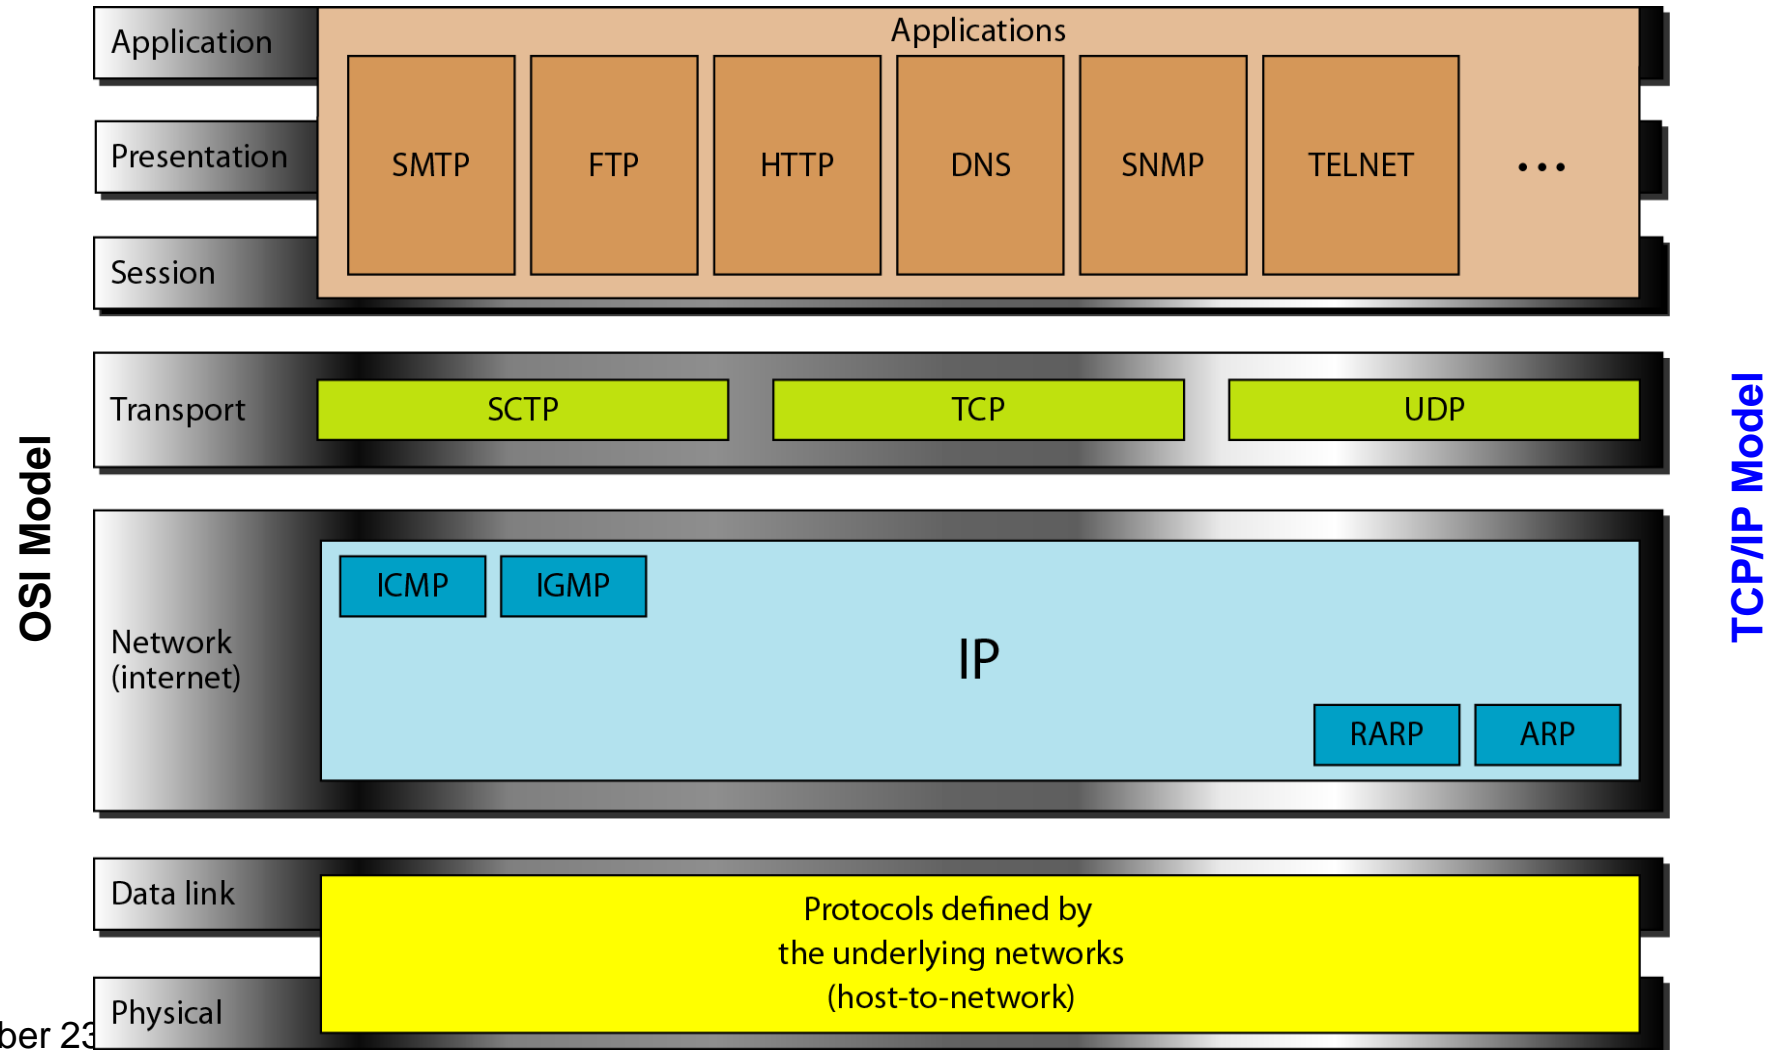 Application
Applications
SMTP
FTP
HTTP
DNS
SNMP
TELNET
...
Presentation
Session
Transport
SCTP
TCP
UDP
OSI Model
TCP/IP Model
ICMP
IGMP
Network
(internet)
IP
RARP
ARP
Data link
Protocols defined by
the underlying networks
(host-to-network)
Physical
23